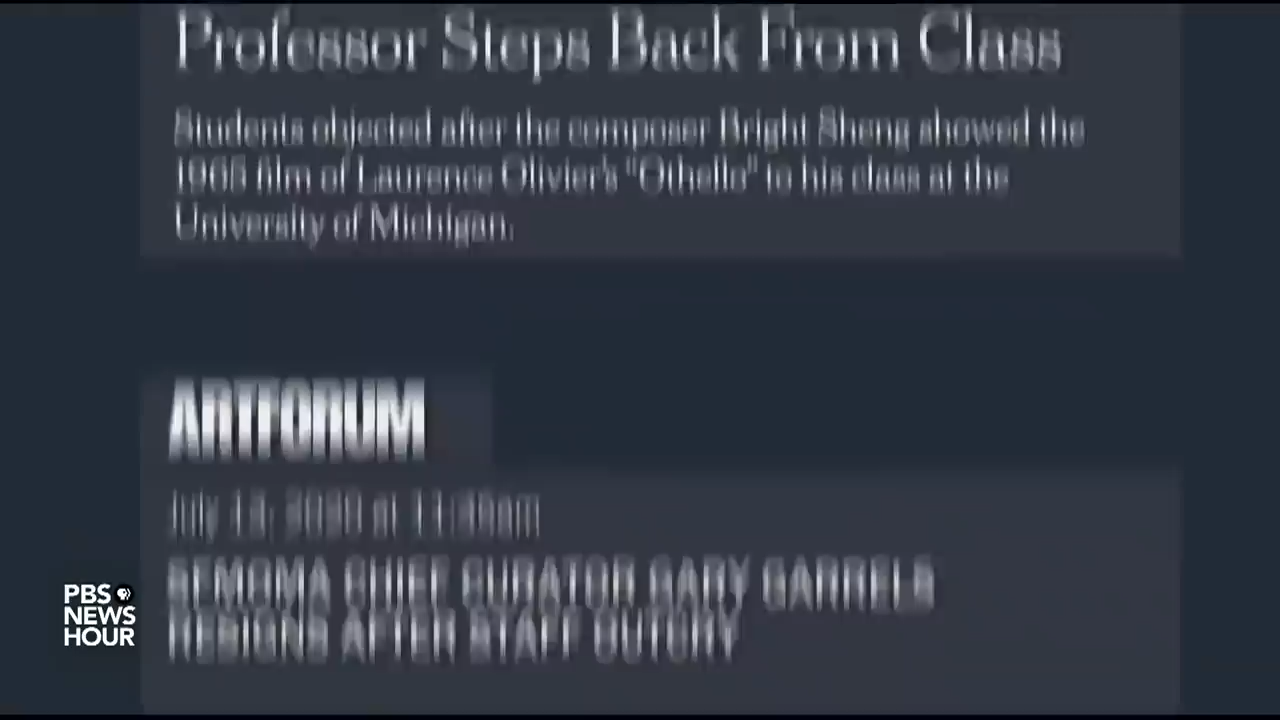 Professor Steps Back From Class
Students objected after the composer Bright Sheng showed the
1965 film of Laurence Olivier's "Othello" to his class at the
University of Michigan.
ARTFORUM
July 13, 2020 at 11:
SFMOMA CHIEF CURATOR GARY GARRELS
RESIGNS AFTER STAFF OUTCRY
PBS
NEWS
HOUR